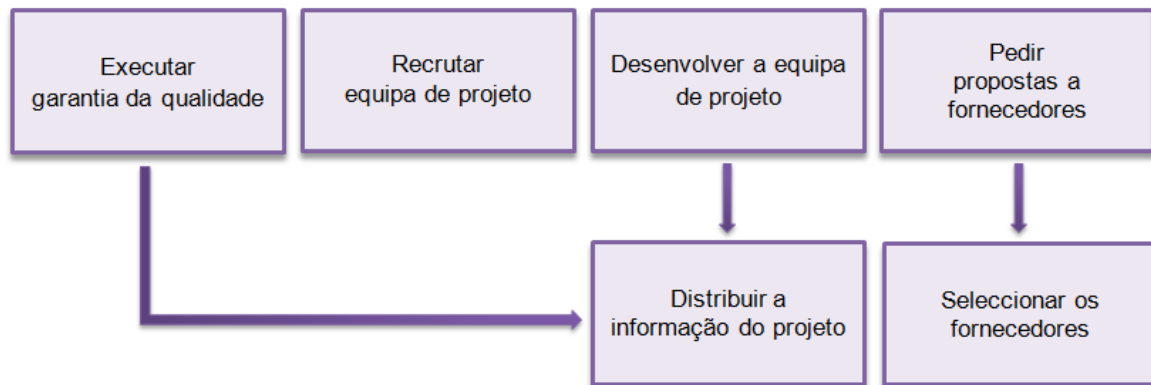 Executar
garantia da qualidade
Recrutar
equipa de projeto
Desenvolver a equipa
de projeto
Pedir
propostas a
fornecedores
Distribuir a
informação do projeto
Seleccionar os
fornecedores